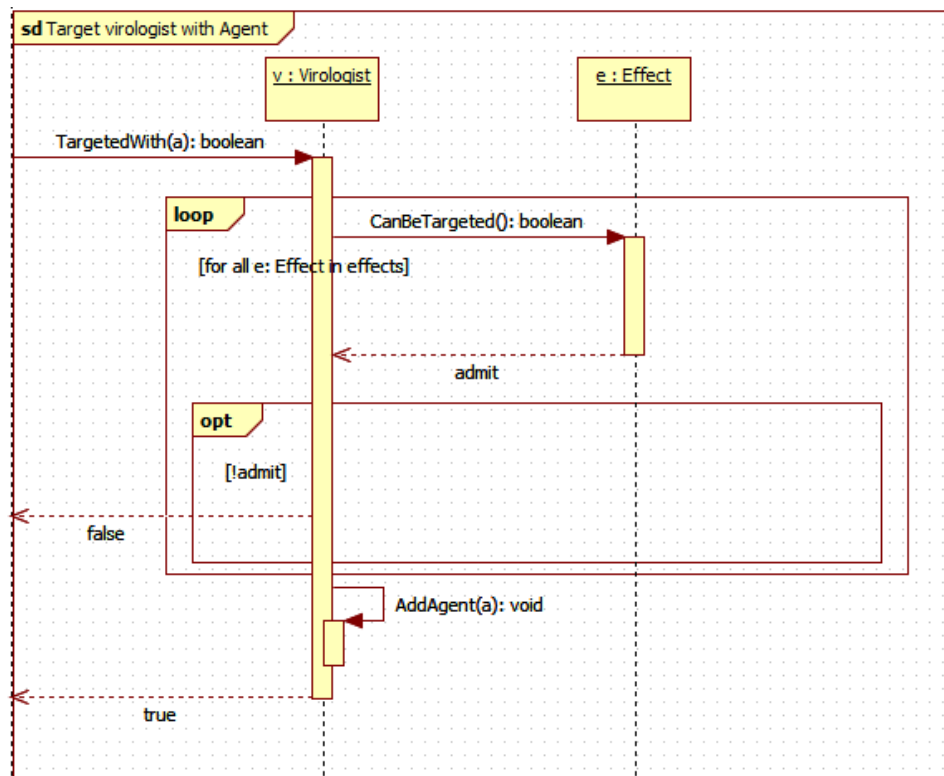 sd Target virologist with Agent
v : Virologist
e : Effect
TargetedWith(a): boolean
loop
CanBeTargeted(): boolean
[for all e: Effect in effects]
admit
opt
[!admit]
false
AddAgent(a): void
true